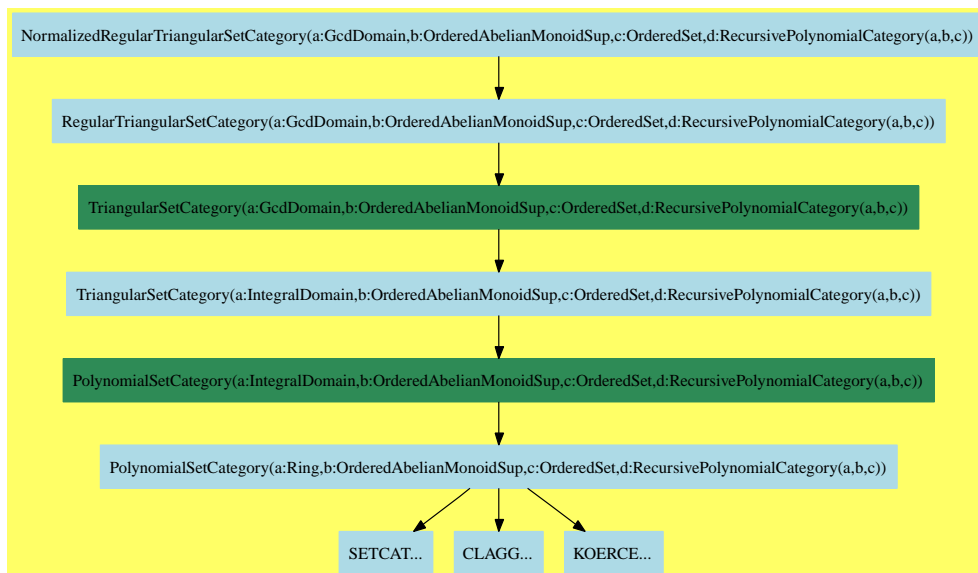 NormalizedRegularTriangularSetCategory(a:GcdDomain,b:OrderedAbelianMonoidSup,c:OrderedSet,d:RecursivePolynomialCategory(a,b,c))
RegularTriangularSetCategory(a:GcdDomain,b:OrderedAbelianMonoidSup,c:OrderedSet,d:RecursivePolynomialCategory(a,b,c))
TriangularSetCategory(a:GcdDomain,b:OrderedAbelianMonoidSup,c:OrderedSet,d:RecursivePolynomialCategory(a,b,c))
TriangularSetCategory(a:IntegralDomain,b:OrderedAbelianMonoidSup,c:OrderedSet,d:RecursivePolynomialCategory(a,b,c))
PolynomialSetCategory(a:IntegralDomain,b:OrderedAbelianMonoidSup,c:OrderedSet,d:RecursivePolynomialCategory(a,b,c))
PolynomialSetCategory(a:Ring,b:OrderedAbelianMonoidSup,c:OrderedSet,d:RecursivePolynomialCategory(a,b,c))
SETCAT... CLAGG... KOERCE...